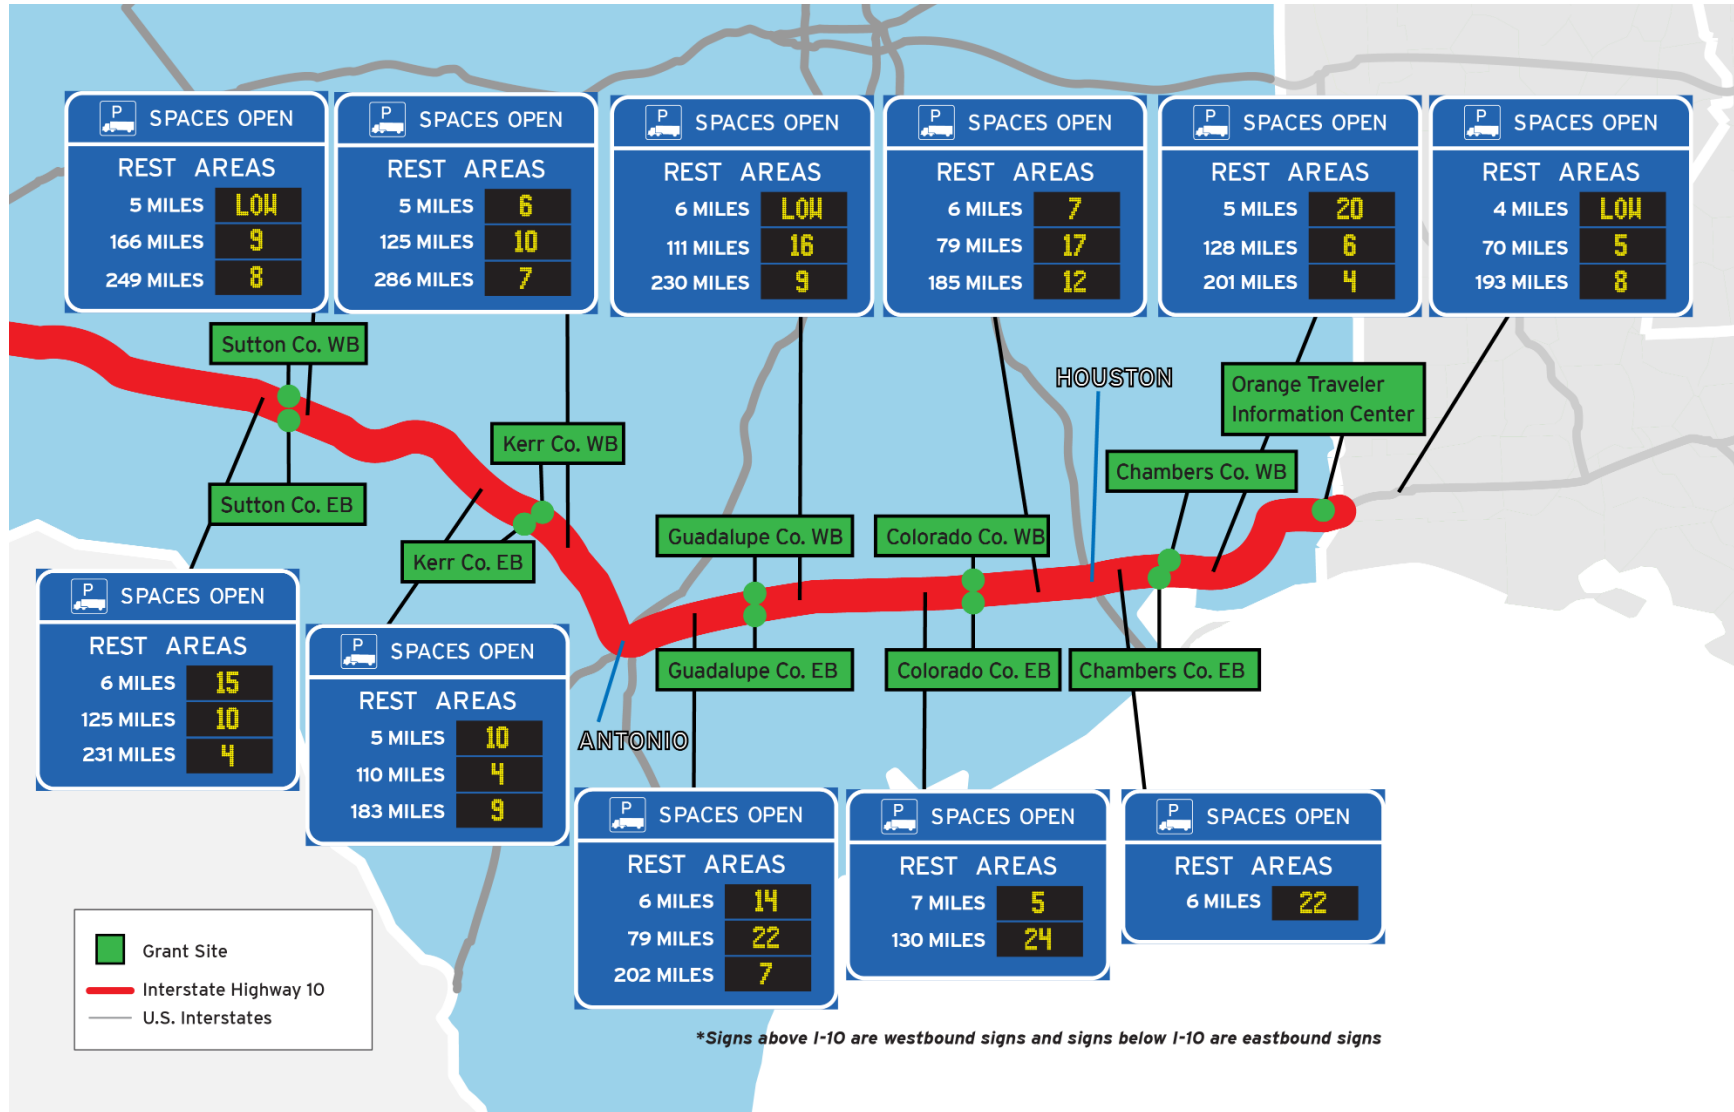 P SPACES OPEN
REST AREAS
5 MILES LOW
166 MILES 9
249 MILES 8
P SPACES OPEN
REST AREAS
5 MILES 6
125 MILES 10
286 MILES 7
P SPACES OPEN
REST AREAS
6 MILES LOW
111 MILES 16
230 MILES 9
P SPACES OPEN
REST AREAS
6 MILES 7
79 MILES 17
185 MILES 12
P SPACES OPEN
REST AREAS
5 MILES 20
128 MILES 6
201 MILES 4
P SPACES OPEN
REST AREAS
4 MILES LOW
70 MILES 5
193 MILES 8
Sutton Co. WB
Sutton Co. EB
Kerr Co. WB
Kerr Co. EB
Guadalupe Co. WB
Guadalupe Co. EB
Colorado Co. WB
Colorado Co. EB
HOUSTON
Chambers Co. WB
Chambers Co. EB
Orange Traveler
Information Center
ANTONIO
P SPACES OPEN
REST AREAS
6 MILES 15
125 MILES 10
231 MILES 4
P SPACES OPEN
REST AREAS
5 MILES 10
110 MILES 4
183 MILES 9
P SPACES OPEN
REST AREAS
6 MILES 14
79 MILES 22
202 MILES 7
P SPACES OPEN
REST AREAS
7 MILES 5
130 MILES 24
P SPACES OPEN
REST AREAS
6 MILES 22
Grant Site
Interstate Highway 10
U.S. Interstates
*Signs above I-10 are westbound signs and signs below I-10 are eastbound signs